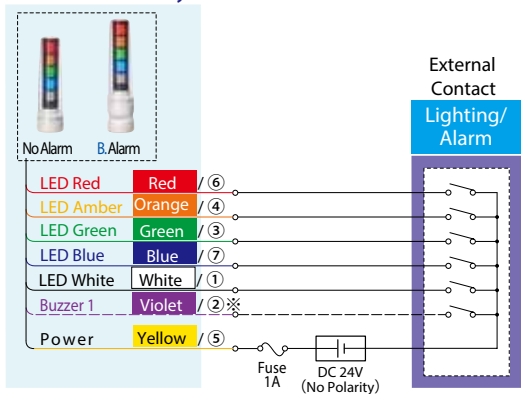 External
Contact
Lighting/
Alarm
No Alarm B.Alarm
LED Red Red /⑥
LED Amber Orange /④
LED Green Green /③
LED Blue Blue /⑦
LED White White /①
Buzzer 1 Violet /②※
Power Yellow /⑤
Fuse
1A
DC 24V
(No Polarity)